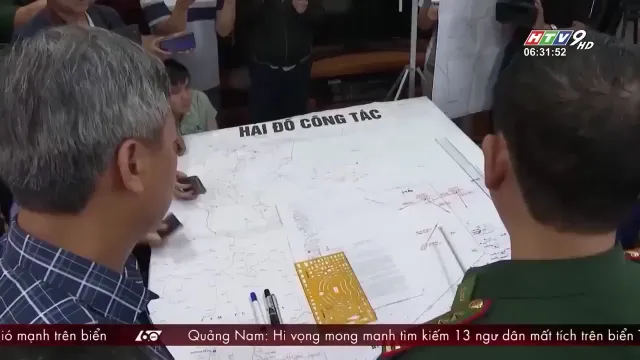 HTV9 HD
06:31:52
HẢI ĐỒ CÔNG TÁC
ió mạnh trên biển
60
Quảng Nam: Hi vọng mong manh tìm kiếm 13 ngư dân mất tích trên biển